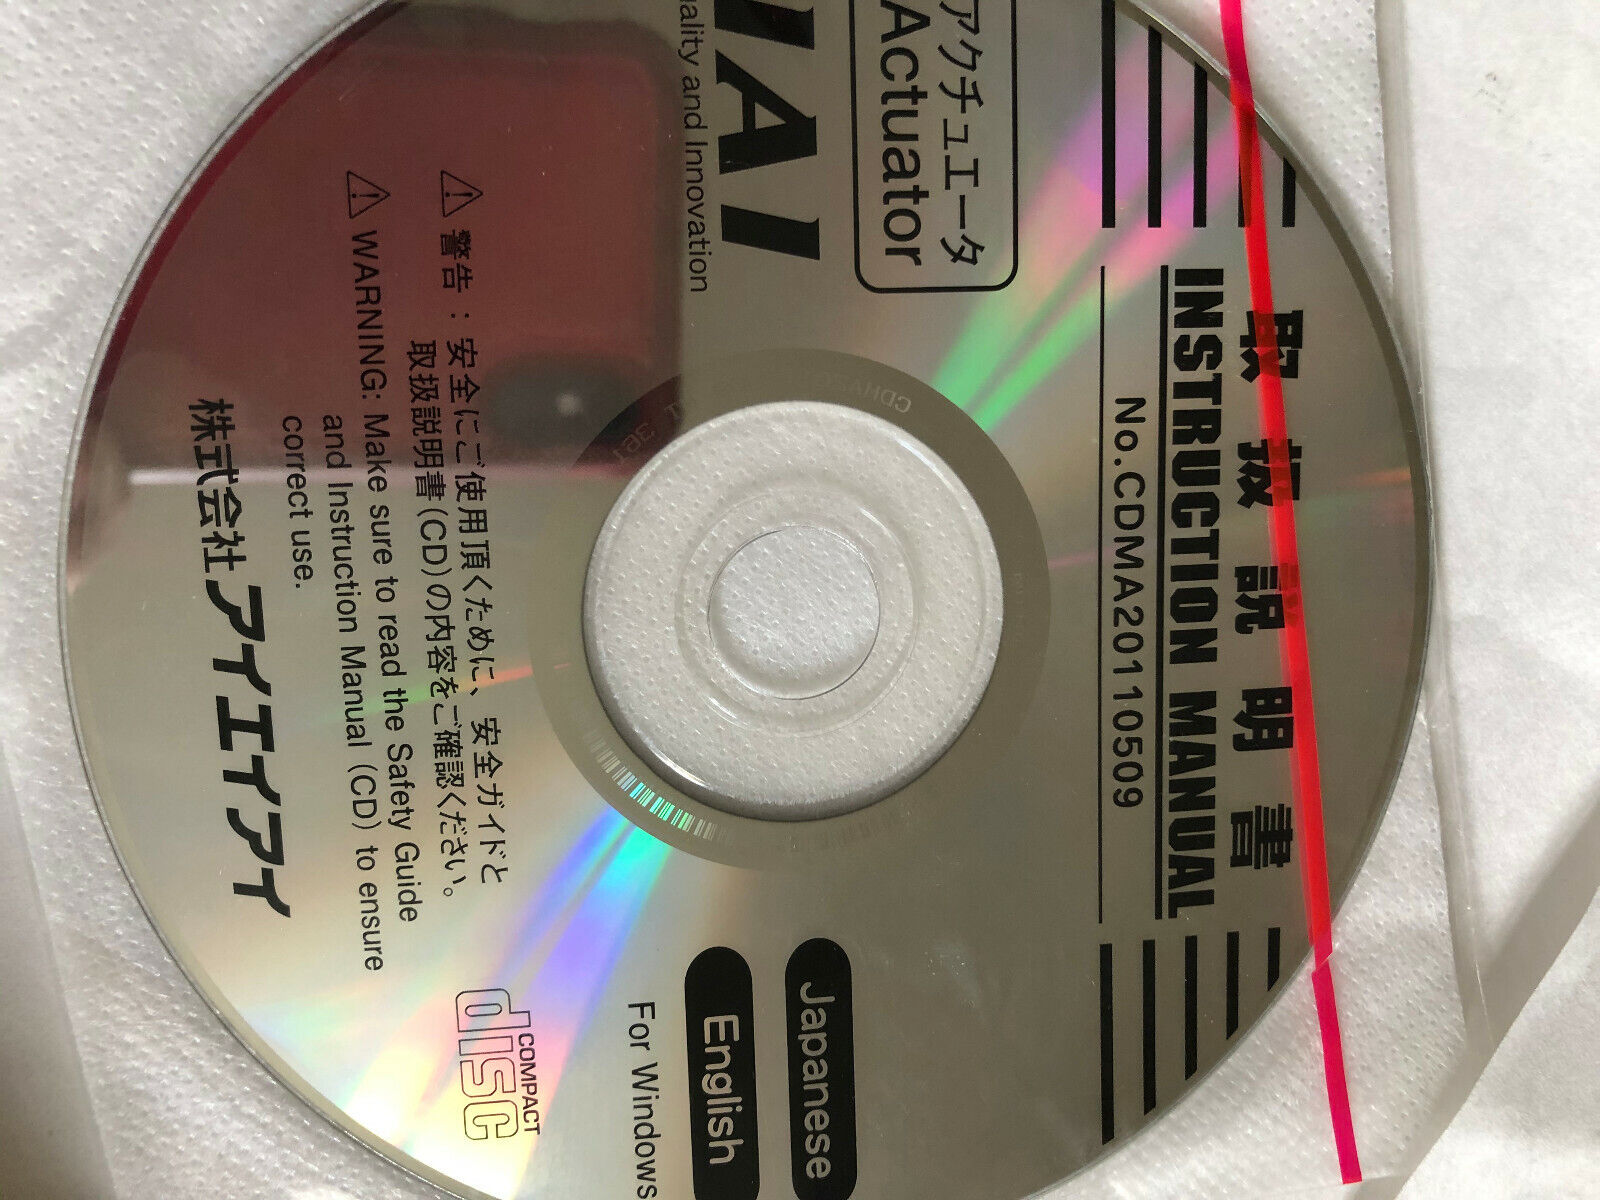 取扱説明書
INSTRUCTION MANUAL
No.CDMA20110509
アクチュエータ
Actuator
IAI
ality and Innovation
Japanese
English
For Windows
⚠ 警告 : 安全にご使用頂くために、安全ガイドと
取扱説明書(CD)の内容をご確認ください。
⚠ WARNING: Make sure to read the Safety Guide
and Instruction Manual (CD) to ensure
correct use.
COMPACT
disc
株式会社アイエイアイ